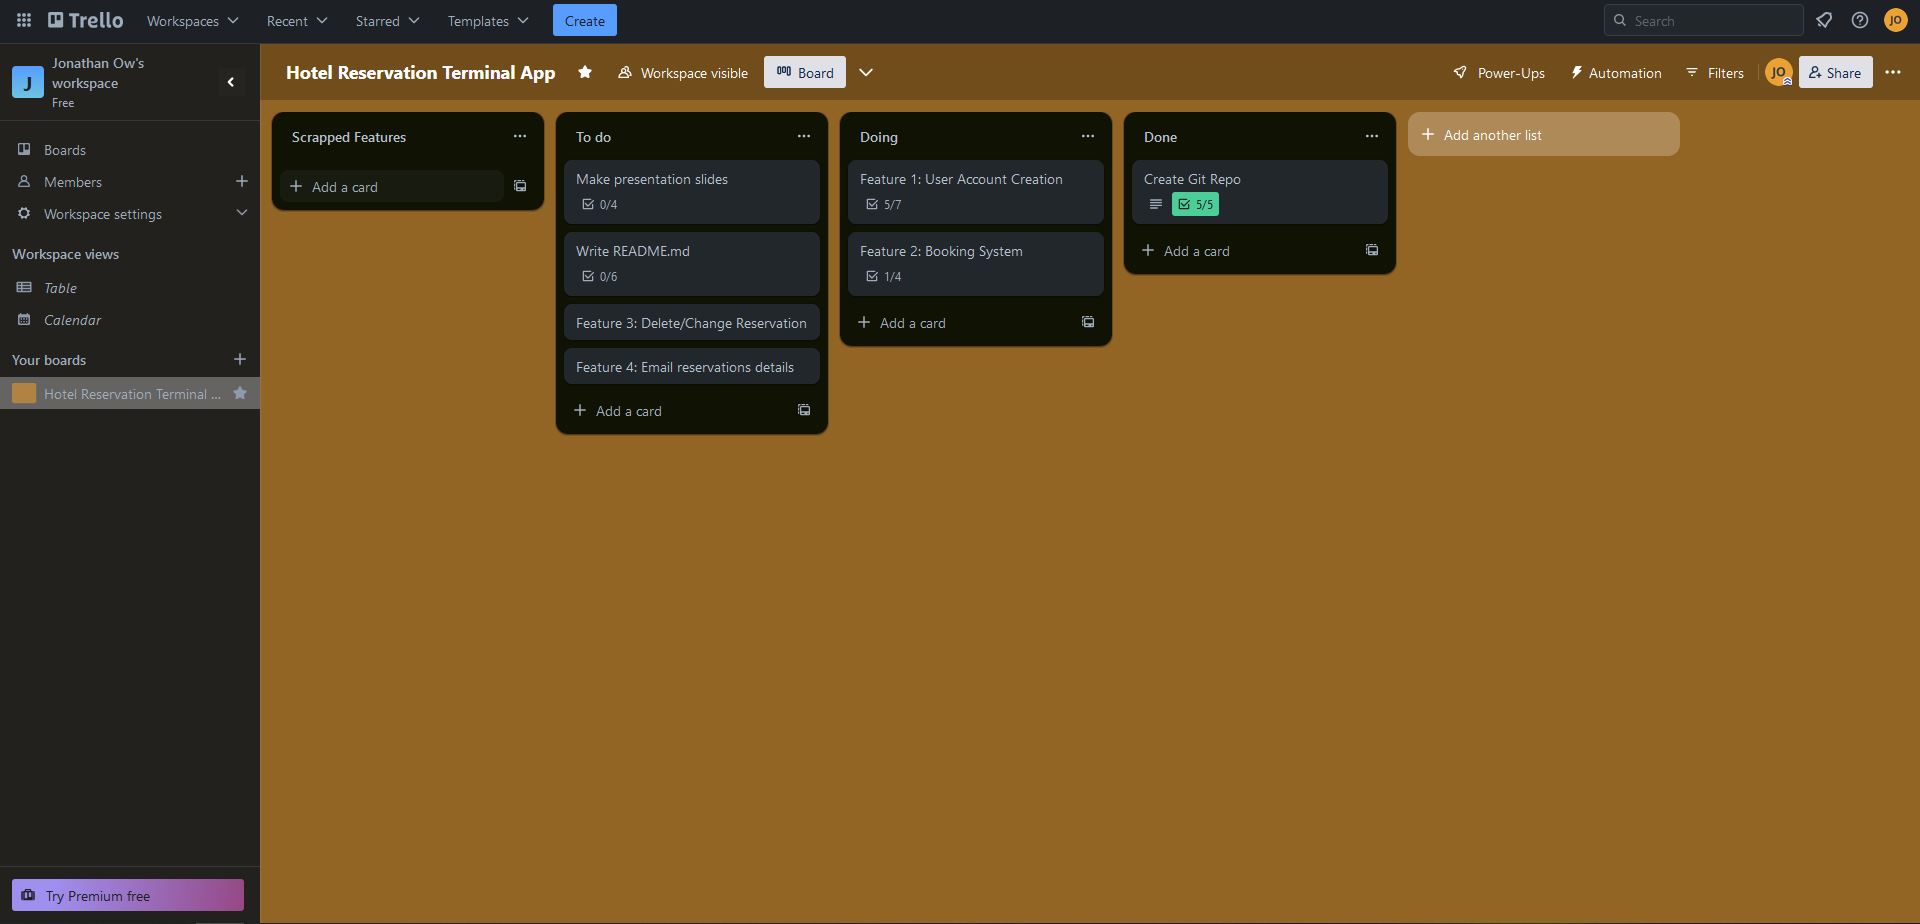 Trello
Workspaces
Recent
Starred
Templates
Create
Search
JO
J
Jonathan Ow's
workspace
Free
Boards
Members
Workspace settings
Workspace views
Table
Calendar
Your boards
Hotel Reservation Terminal ...
Try Premium free
Hotel Reservation Terminal App
Workspace visible
Board
Power-Ups
Automation
Filters
JO
Share
Scrapped Features
Add a card
To do
Make presentation slides
0/4
Write README.md
0/6
Feature 3: Delete/Change Reservation
Feature 4: Email reservations details
Add a card
Doing
Feature 1: User Account Creation
5/7
Feature 2: Booking System
1/4
Add a card
Done
Create Git Repo
5/5
Add a card
Add another list